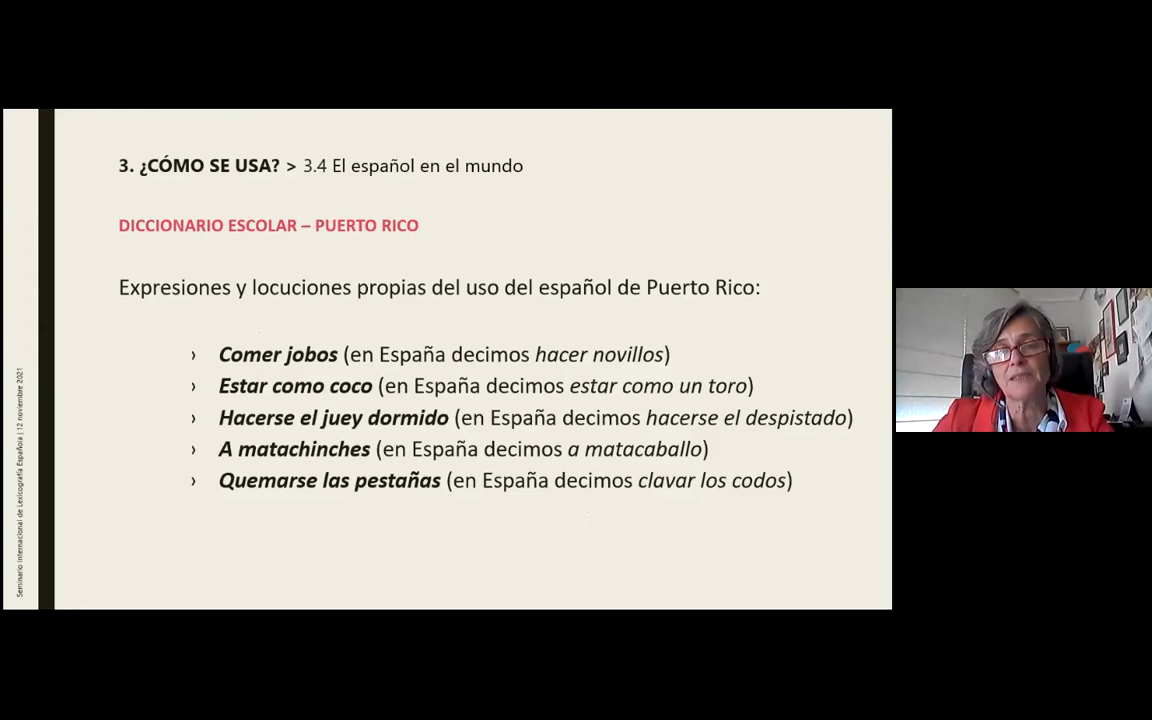 3. ¿CÓMO SE USA? > 3.4 El español en el mundo
DICCIONARIO ESCOLAR – PUERTO RICO
Expresiones y locuciones propias del uso del español de Puerto Rico:
› Comer jobos (en España decimos hacer novillos)
› Estar como coco (en España decimos estar como un toro)
› Hacerse el juey dormido (en España decimos hacerse el despistado)
› A matachinches (en España decimos a matacaballo)
› Quemarse las pestañas (en España decimos clavar los codos)
Seminario Internacional de Lexicografía Española | 12 noviembre 2021